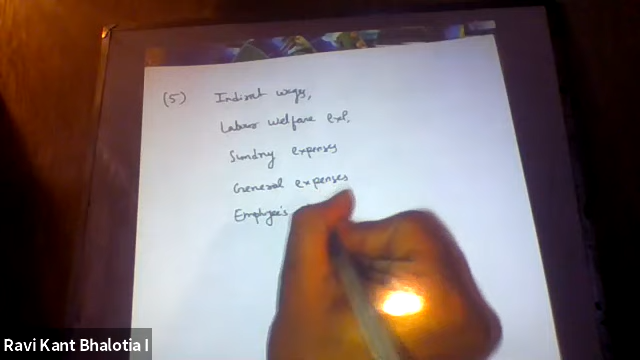 (5) Indirect wages,
Labour welfare exp.
Sundry expenses
General expenses
Employee's
Ravi Kant Bhalotia I